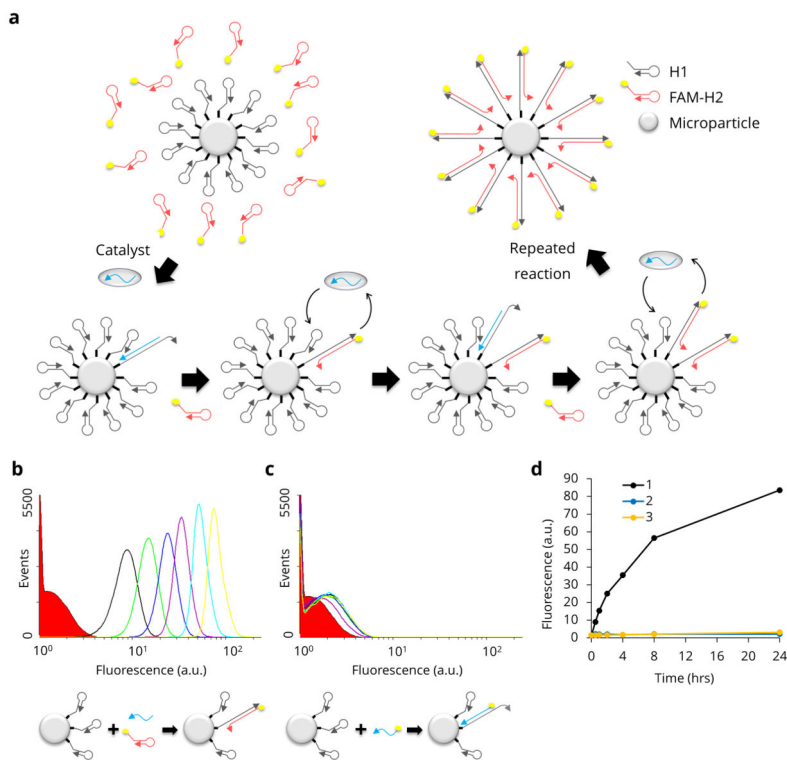 a
H1
FAM-H2
Microparticle
Catalyst
Repeated
reaction
b
5500
Events
0
10⁰
10¹
10²
Fluorescence (a.u.)
c
5500
Events
0
10⁰
10¹
10²
Fluorescence (a.u.)
d
90
80
70
60
50
40
30
20
10
0
Fluorescence (a.u.)
1
2
3
0 4 8 12 16 20 24
Time (hrs)
+
+